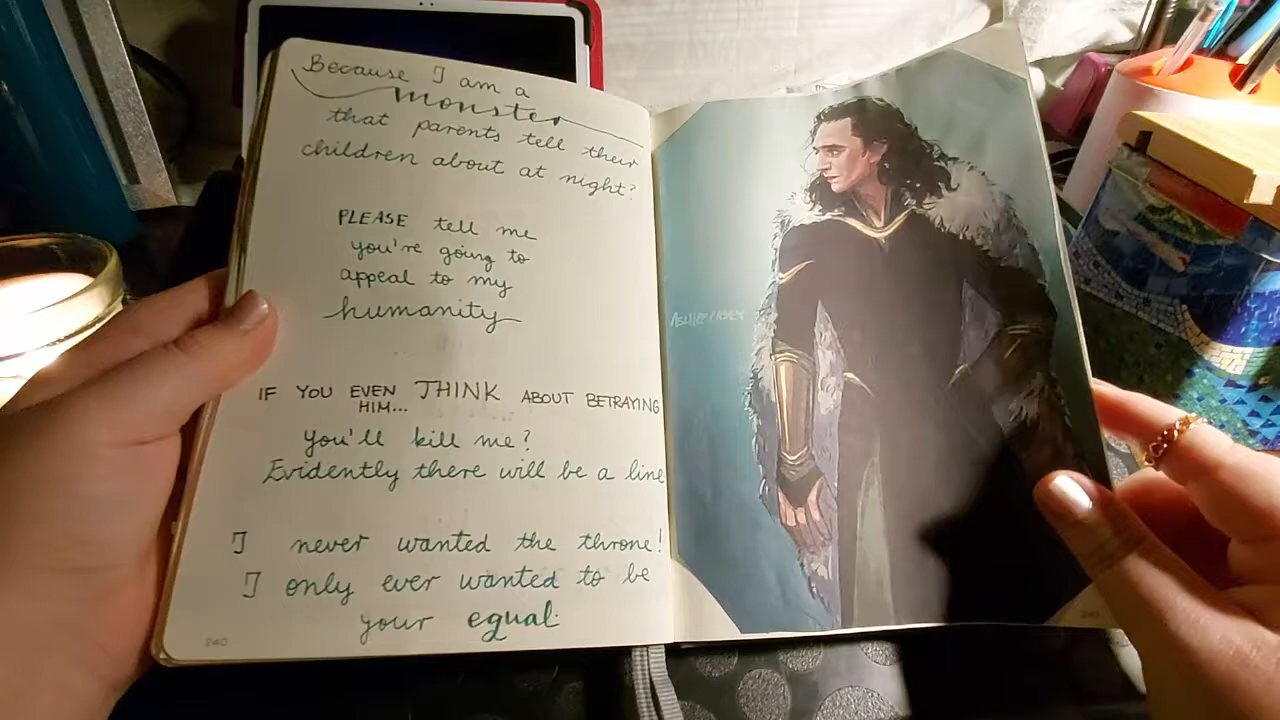 Because I am a
monster
that parents tell their
children about at night?
PLEASE tell me
you're going to
appeal to my
humanity
IF YOU EVEN THINK ABOUT BETRAYING
HIM...
you'll kill me?
Evidently there will be a line
I never wanted the throne!
I only ever wanted to be
your equal.
240